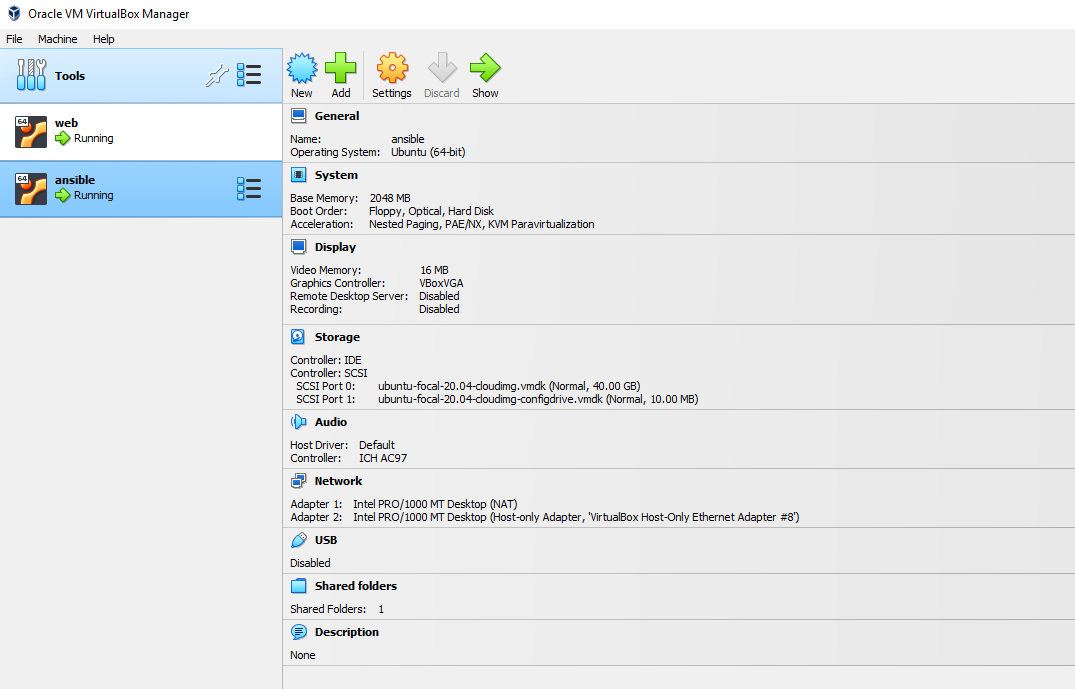 Oracle VM VirtualBox Manager
File Machine Help
Tools
64 web
Running
64 ansible
Running
New Add Settings Discard Show
General
Name: ansible
Operating System: Ubuntu (64-bit)
System
Base Memory: 2048 MB
Boot Order: Floppy, Optical, Hard Disk
Acceleration: Nested Paging, PAE/NX, KVM Paravirtualization
Display
Video Memory: 16 MB
Graphics Controller: VBoxVGA
Remote Desktop Server: Disabled
Recording: Disabled
Storage
Controller: IDE
Controller: SCSI
SCSI Port 0: ubuntu-focal-20.04-cloudimg.vmdk (Normal, 40.00 GB)
SCSI Port 1: ubuntu-focal-20.04-cloudimg-configdrive.vmdk (Normal, 10.00 MB)
Audio
Host Driver: Default
Controller: ICH AC97
Network
Adapter 1: Intel PRO/1000 MT Desktop (NAT)
Adapter 2: Intel PRO/1000 MT Desktop (Host-only Adapter, 'VirtualBox Host-Only Ethernet Adapter #8')
USB
Disabled
Shared folders
Shared Folders: 1
Description
None